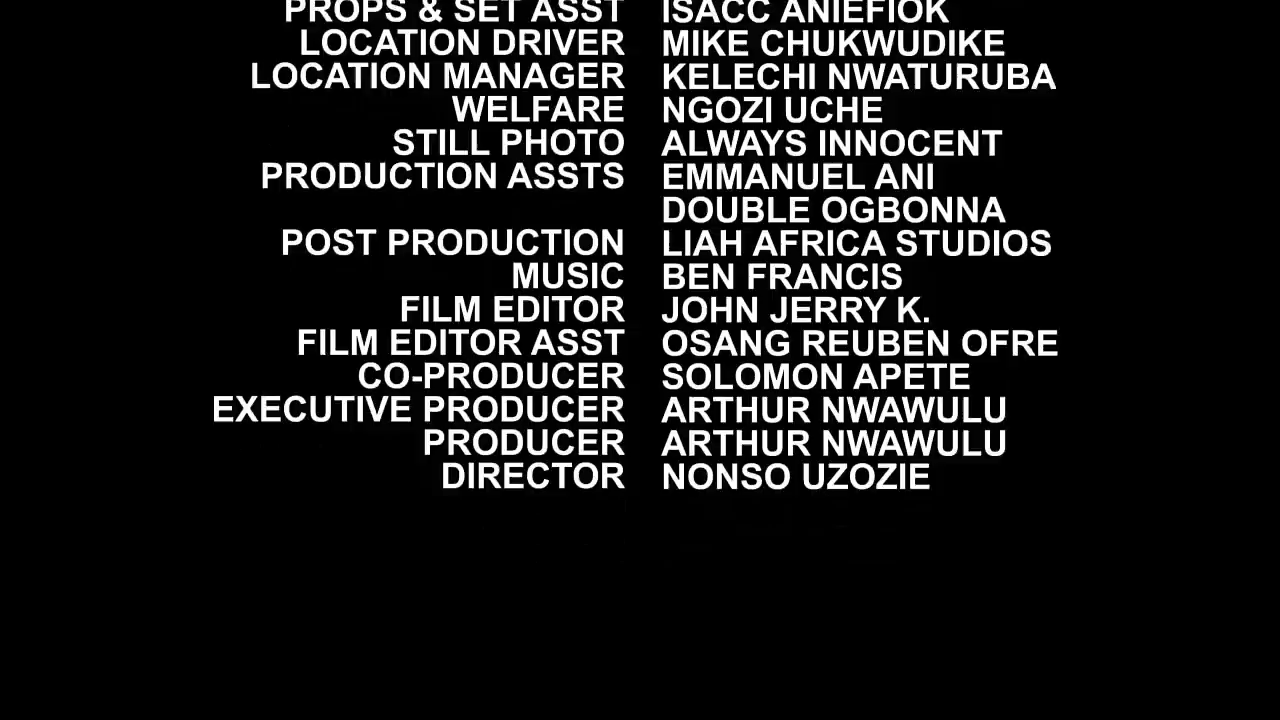 PROPS & SET ASST ISACC ANIEFIOK
LOCATION DRIVER MIKE CHUKWUDIKE
LOCATION MANAGER KELECHI NWATURUBA
WELFARE NGOZI UCHE
STILL PHOTO ALWAYS INNOCENT
PRODUCTION ASSTS EMMANUEL ANI
DOUBLE OGBONNA
POST PRODUCTION LIAH AFRICA STUDIOS
MUSIC BEN FRANCIS
FILM EDITOR JOHN JERRY K.
FILM EDITOR ASST OSANG REUBEN OFRE
CO-PRODUCER SOLOMON APETE
EXECUTIVE PRODUCER ARTHUR NWAWULU
PRODUCER ARTHUR NWAWULU
DIRECTOR NONSO UZOZIE